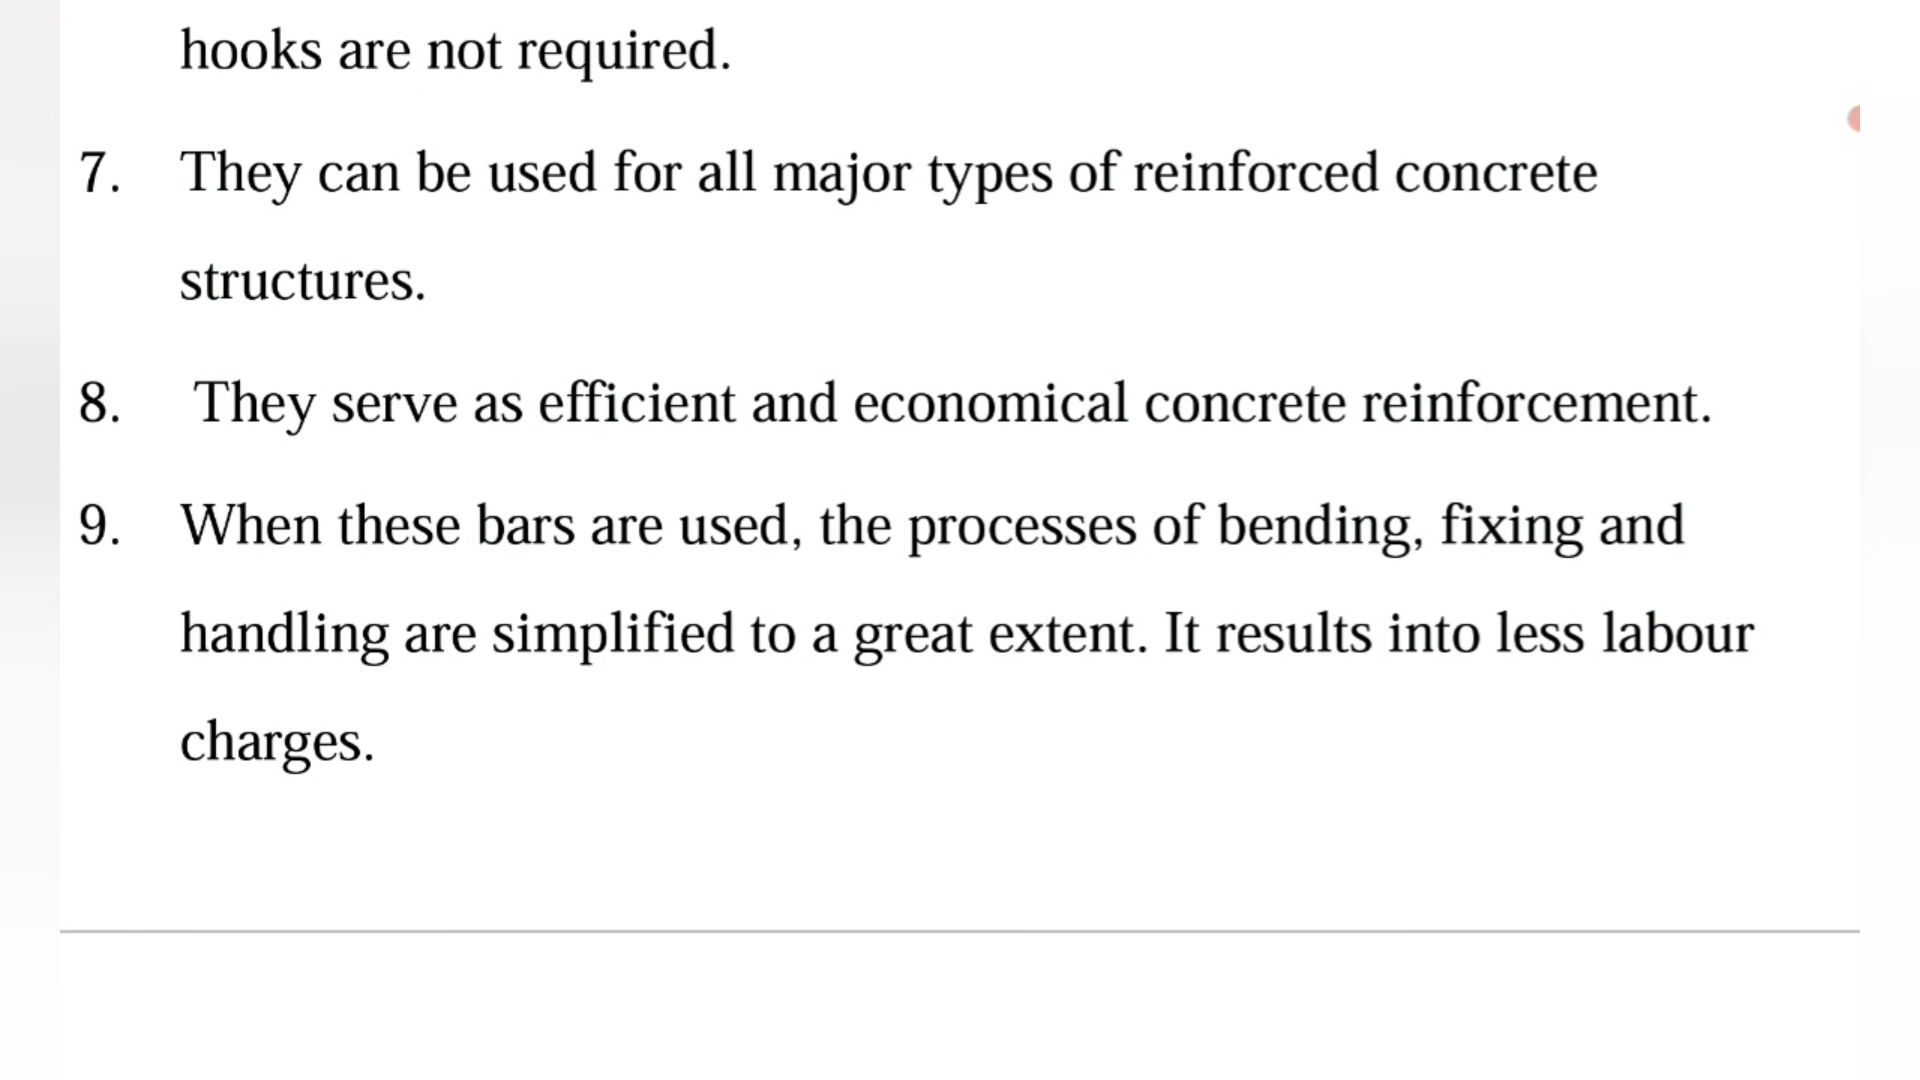 hooks are not required.
7. They can be used for all major types of reinforced concrete
structures.
8. They serve as efficient and economical concrete reinforcement.
9. When these bars are used, the processes of bending, fixing and
handling are simplified to a great extent. It results into less labour
charges.